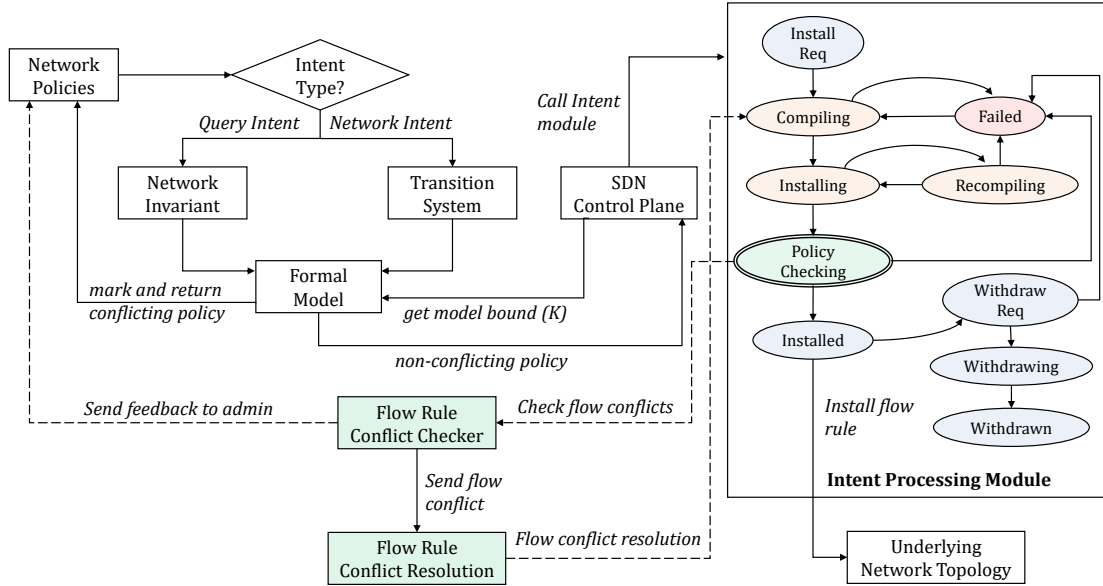 Network
Policies
Intent
Type?
Query Intent
Network Intent
Network
Invariant
Transition
System
Call Intent
module
SDN
Control Plane
Formal
Model
mark and return
conflicting policy
get model bound (K)
non-conflicting policy
Send feedback to admin
Flow Rule
Conflict Checker
Check flow conflicts
Send flow
conflict
Flow Rule
Conflict Resolution
Flow conflict resolution
Install
Req
Compiling
Failed
Installing
Recompiling
Policy
Checking
Withdraw
Req
Installed
Withdrawing
Install flow
rule
Withdrawn
Intent Processing Module
Underlying
Network Topology